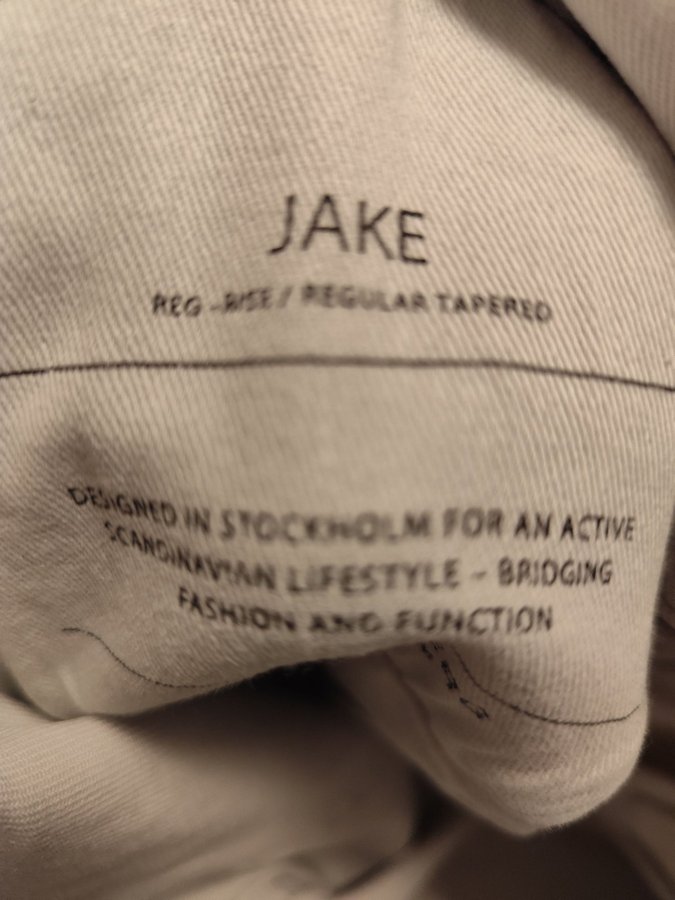 JAKE
REG-RISE / REGULAR TAPERED
DESIGNED IN STOCKHOLM FOR AN ACTIVE
SCANDINAVIAN LIFESTYLE - BRIDGING
FASHION AND FUNCTION